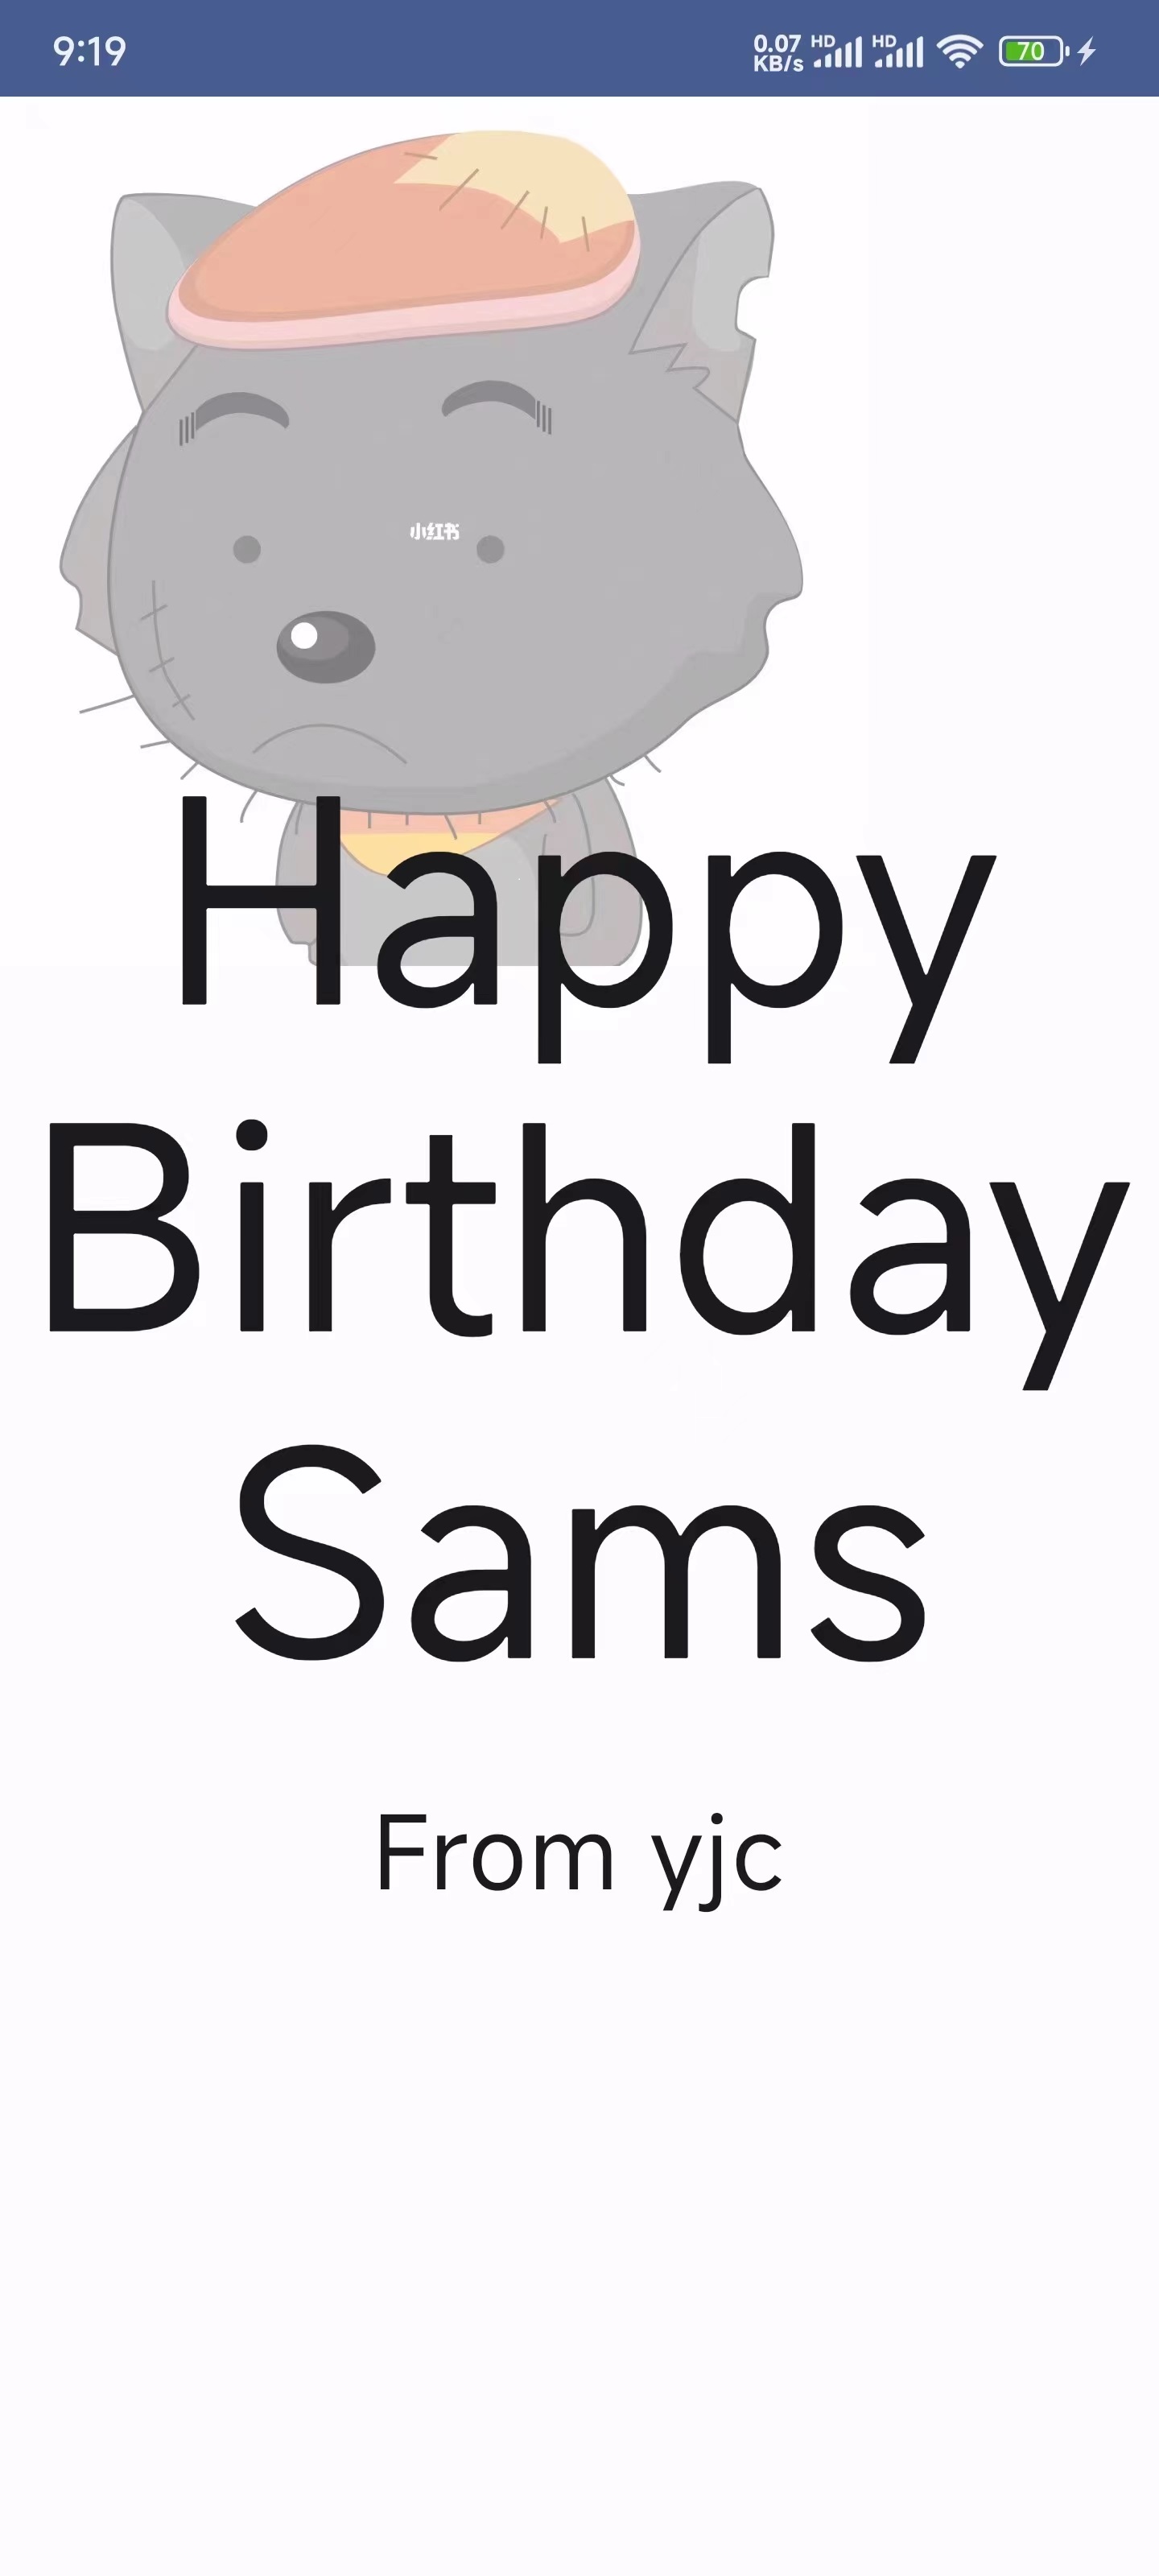 9:19
0.07 KB/s HD HD 70
小红书
Happy
Birthday
Sams
From yjc